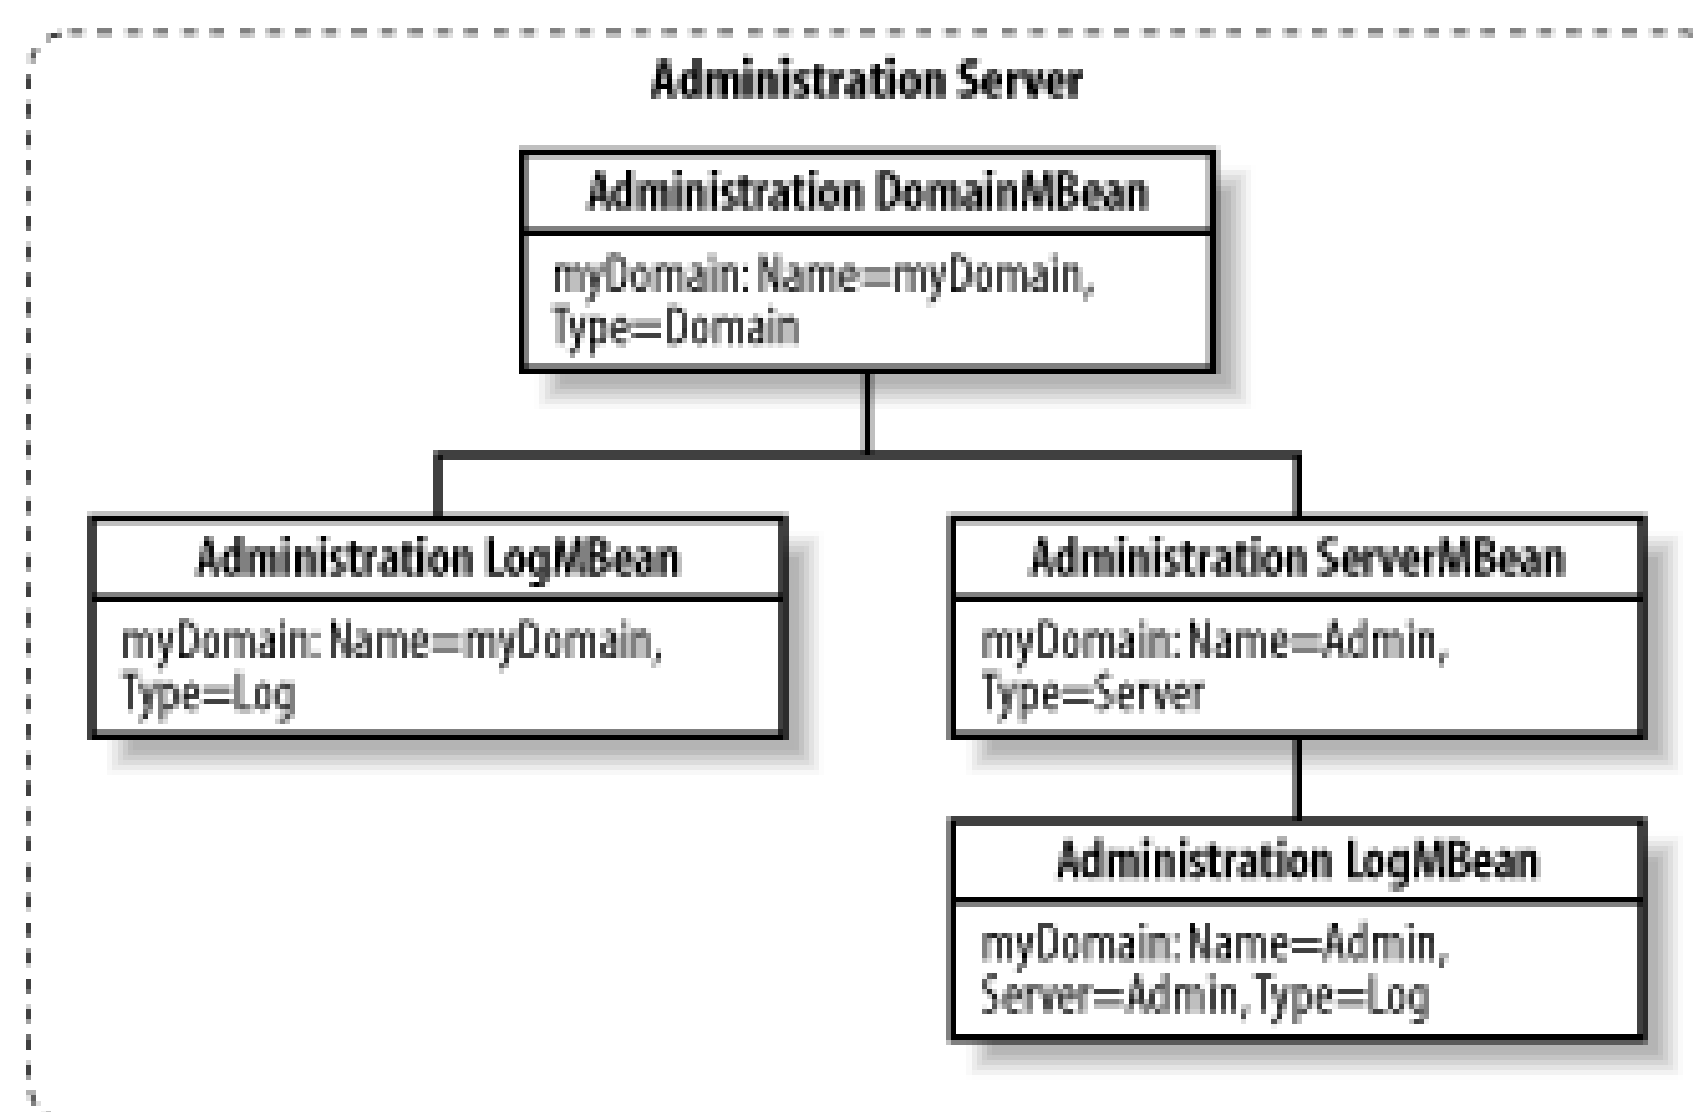 Administration Server
Administration DomainMBean
myDomain: Name=myDomain,
Type=Domain
Administration LogMBean
myDomain: Name=myDomain,
Type=Log
Administration ServerMBean
myDomain: Name=Admin,
Type=Server
Administration LogMBean
myDomain: Name=Admin,
Server=Admin, Type=Log